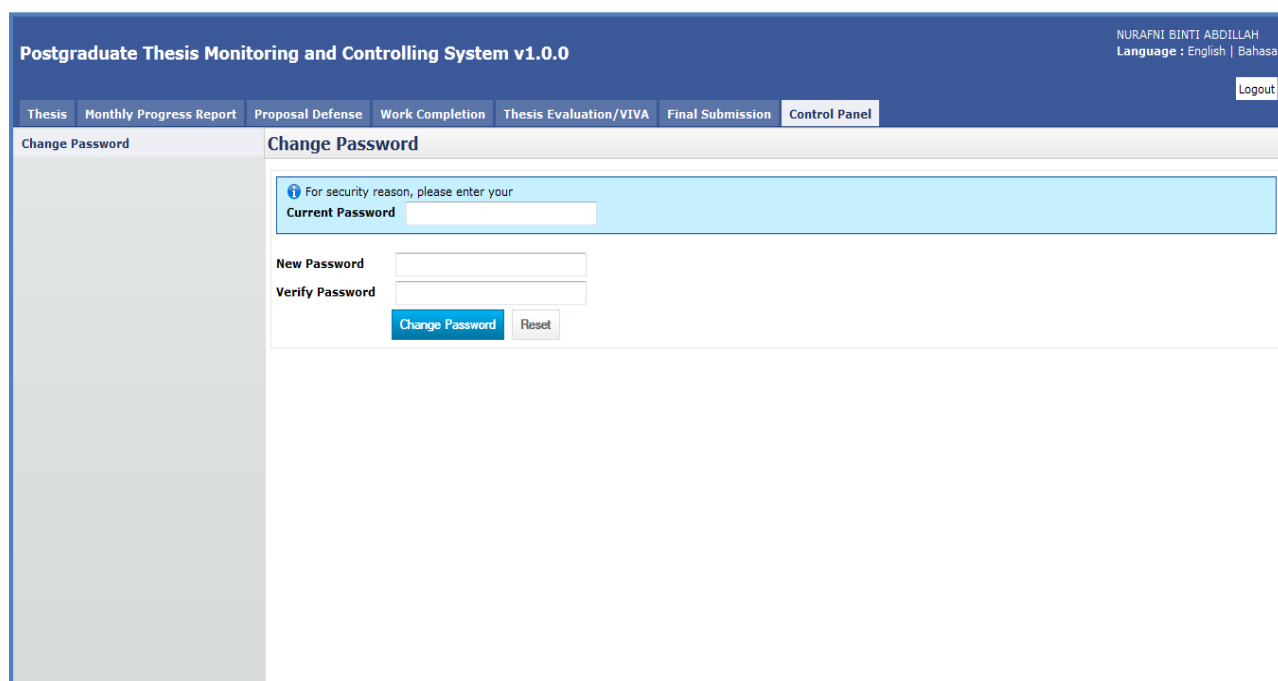 NURAFNI BINTI ABDILLAH
Postgraduate Thesis Monitoring and Controlling System v1.0.0
Language : English | Bahasa
Logout
Thesis Monthly Progress Report Proposal Defense Work Completion Thesis Evaluation/VIVA Final Submission Control Panel
Change Password
Change Password
For security reason, please enter your
Current Password
New Password
Verify Password
Change Password Reset